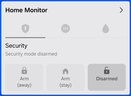 Home Monitor
Security
Security mode disarmed
Arm (away)
Arm (stay)
Disarmed